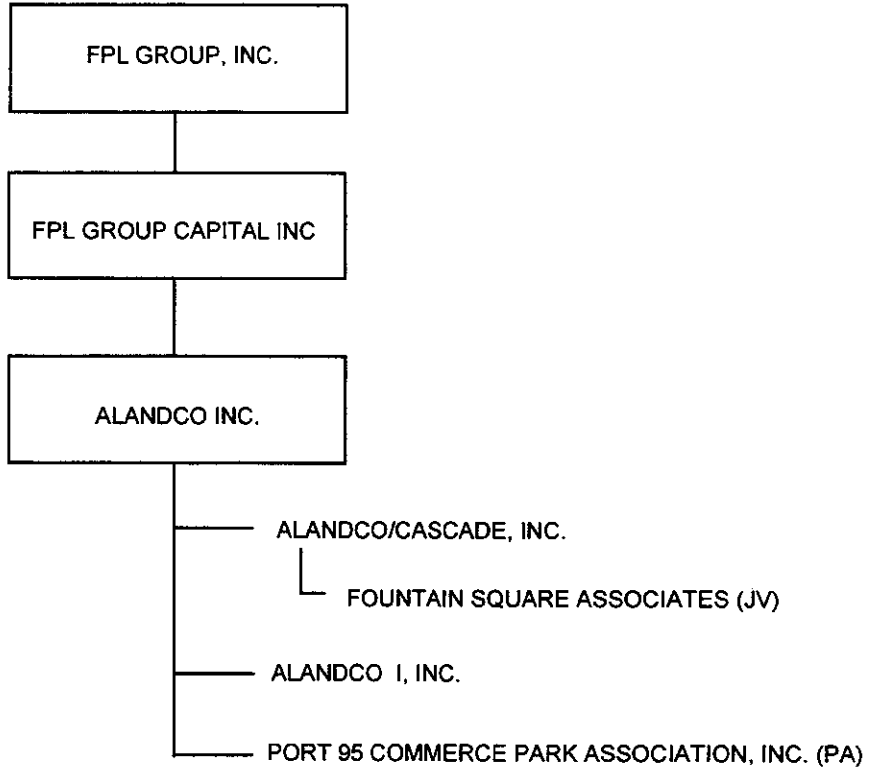 FPL GROUP, INC.
FPL GROUP CAPITAL INC
ALANDCO INC.
ALANDCO/CASCADE, INC.
FOUNTAIN SQUARE ASSOCIATES (JV)
ALANDCO I, INC.
PORT 95 COMMERCE PARK ASSOCIATION, INC. (PA)